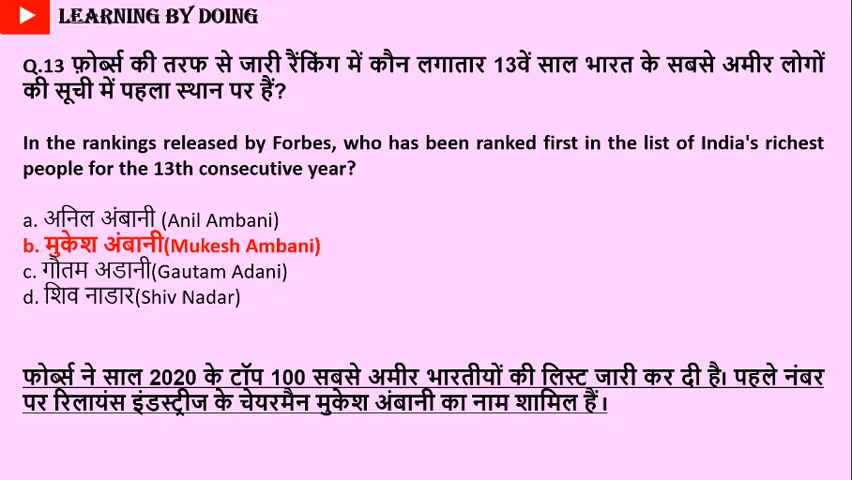 LEARNING BY DOING
Q.13 फ़ोर्ब्स की तरफ से जारी रैंकिंग में कौन लगातार 13वें साल भारत के सबसे अमीर लोगों
की सूची में पहला स्थान पर हैं?
In the rankings released by Forbes, who has been ranked first in the list of India's richest
people for the 13th consecutive year?
a. अनिल अंबानी (Anil Ambani)
b. मुकेश अंबानी(Mukesh Ambani)
c. गौतम अडानी(Gautam Adani)
d. शिव नाडार(Shiv Nadar)
फोर्ब्स ने साल 2020 के टॉप 100 सबसे अमीर भारतीयों की लिस्ट जारी कर दी है। पहले नंबर
पर रिलायंस इंडस्ट्रीज के चेयरमैन मुकेश अंबानी का नाम शामिल हैं।